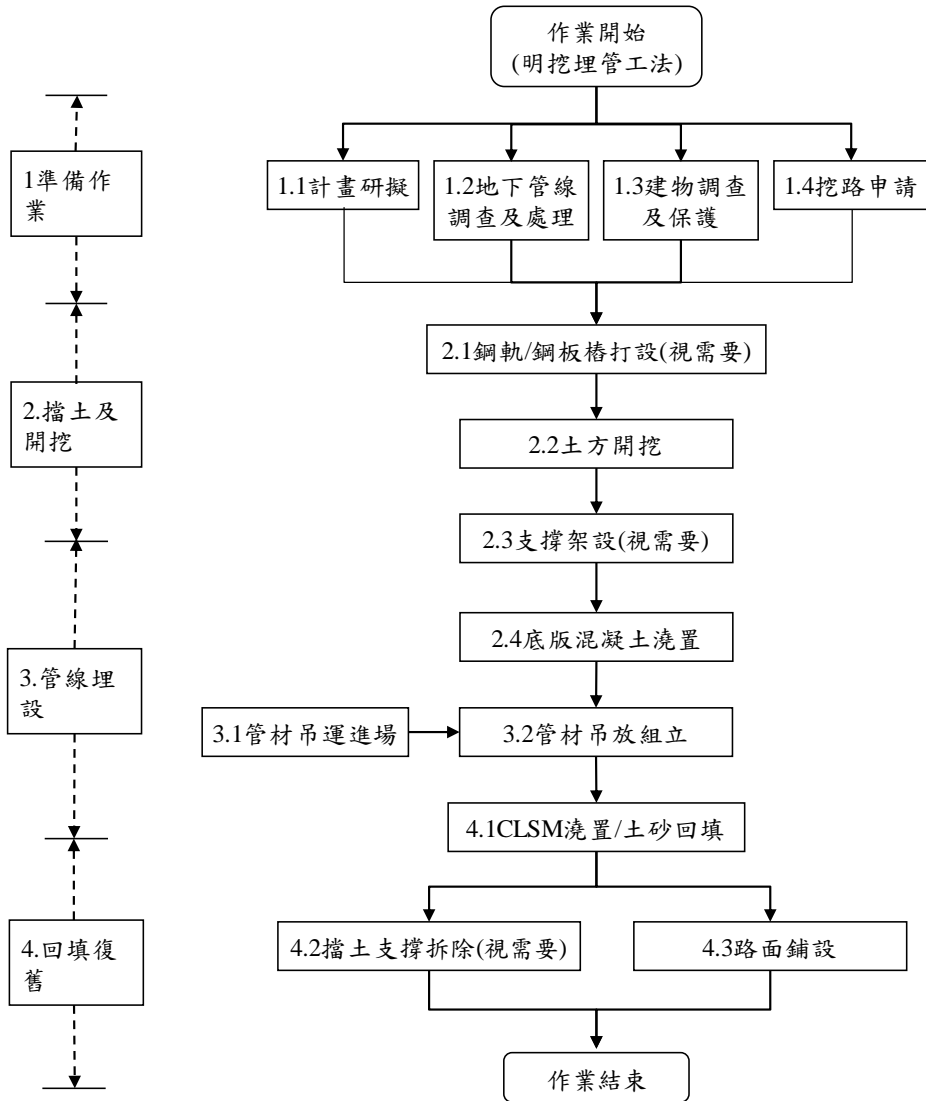 作業開始
(明挖埋管工法)
1準備作
業
1.1計畫研擬
1.2地下管線
調查及處理
1.3建物調查
及保護
1.4挖路申請
2.1鋼軌/鋼板樁打設(視需要)
2.擋土及
開挖
2.2土方開挖
2.3支撐架設(視需要)
2.4底版混凝土澆置
3.管線埋
設
3.1管材吊運進場
3.2管材吊放組立
4.1CLSM澆置/土砂回填
4.回填復
舊
4.2擋土支撐拆除(視需要)
4.3路面鋪設
作業結束